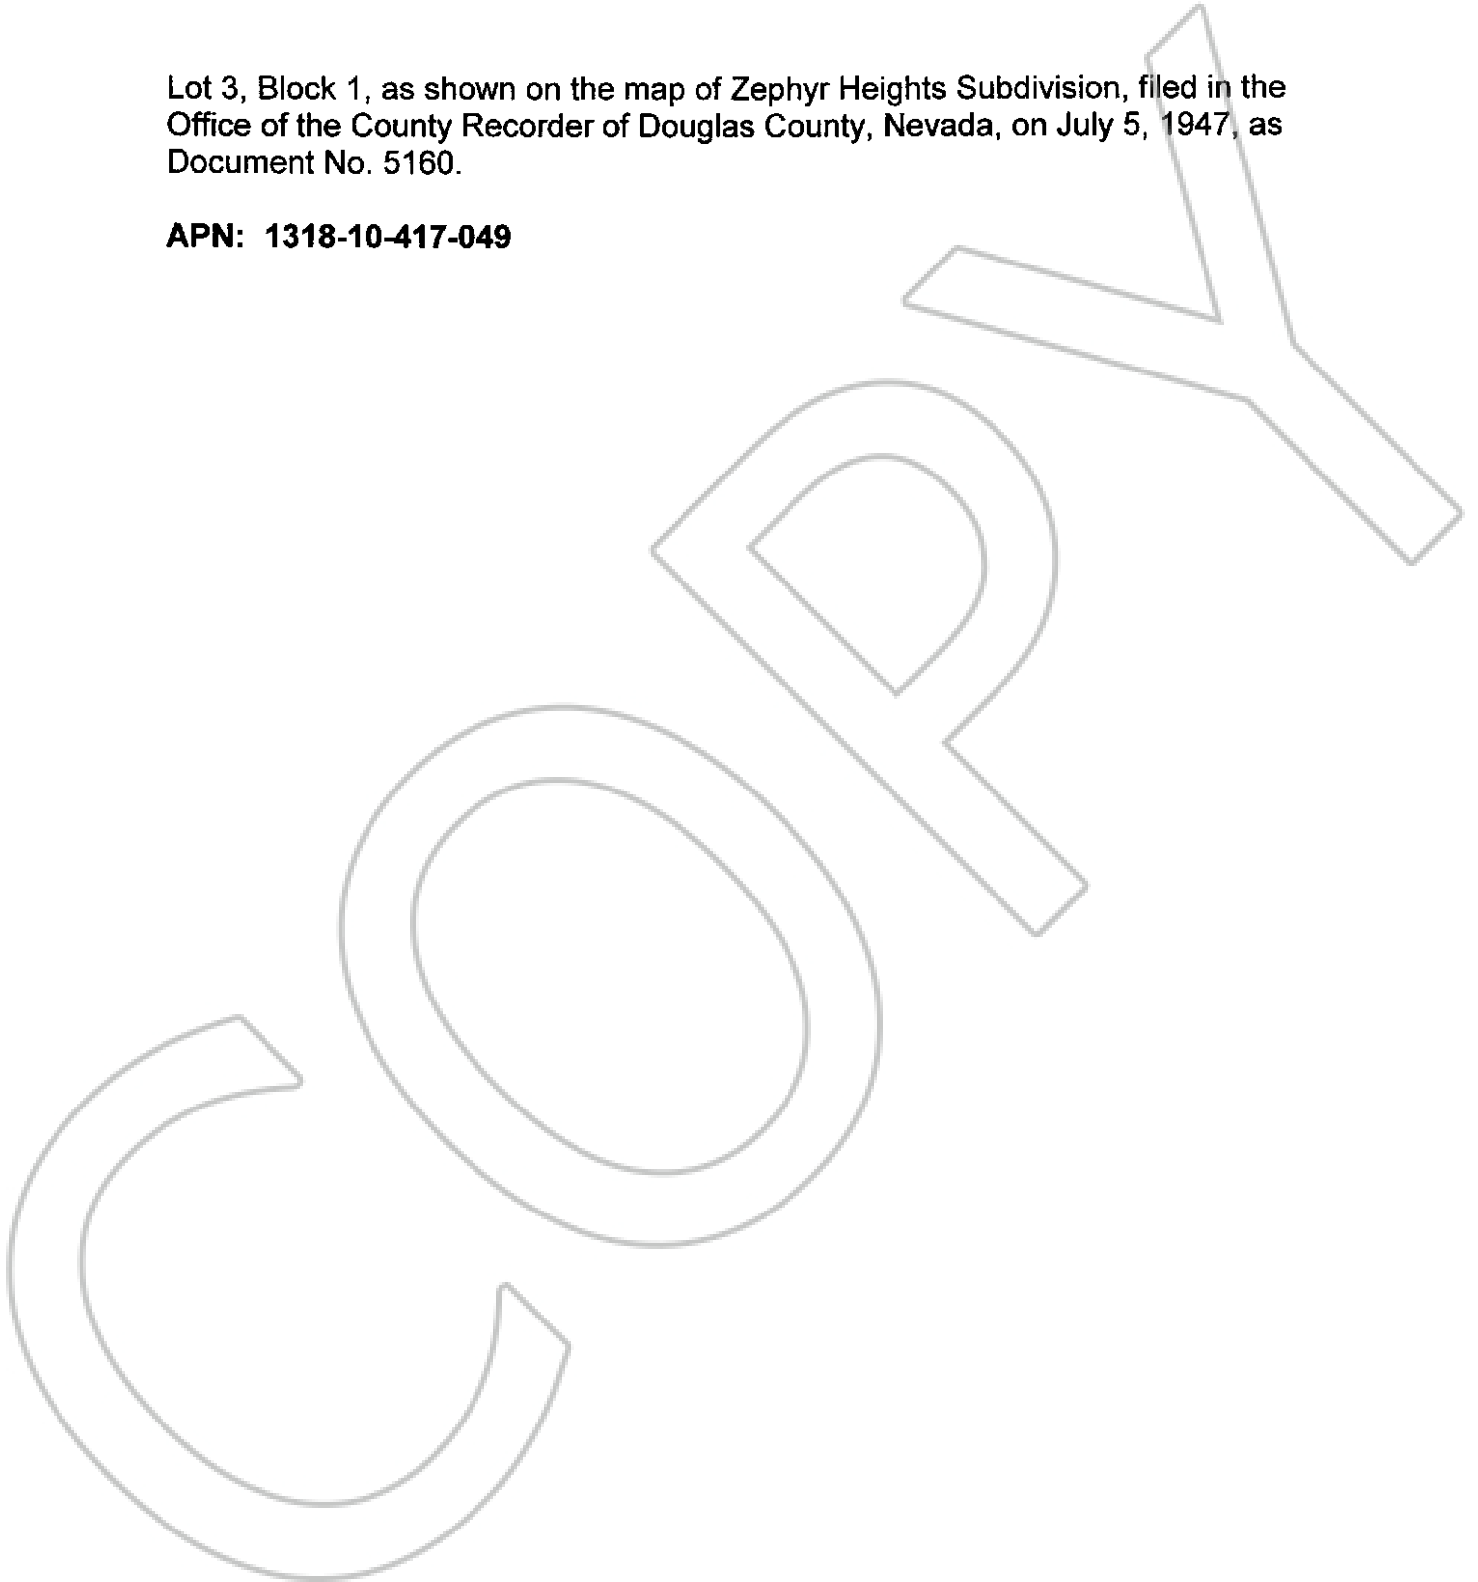 Lot 3, Block 1, as shown on the map of Zephyr Heights Subdivision, filed in the
Office of the County Recorder of Douglas County, Nevada, on July 5, 1947, as
Document No. 5160.
APN: 1318-10-417-049
COPY